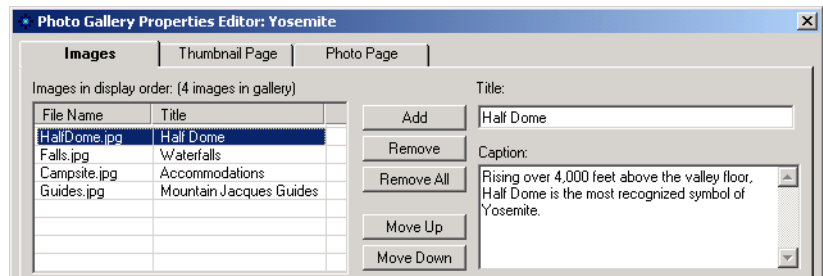 Photo Gallery Properties Editor: Yosemite
Images
Thumbnail Page
Photo Page
Images in display order: (4 images in gallery)
File Name Title
HalfDome.jpg Half Dome
Falls.jpg Waterfalls
Campsite.jpg Accommodations
Guides.jpg Mountain Jacques Guides
Add
Remove
Remove All
Move Up
Move Down
Title:
Half Dome
Caption:
Rising over 4,000 feet above the valley floor,
Half Dome is the most recognized symbol of
Yosemite.